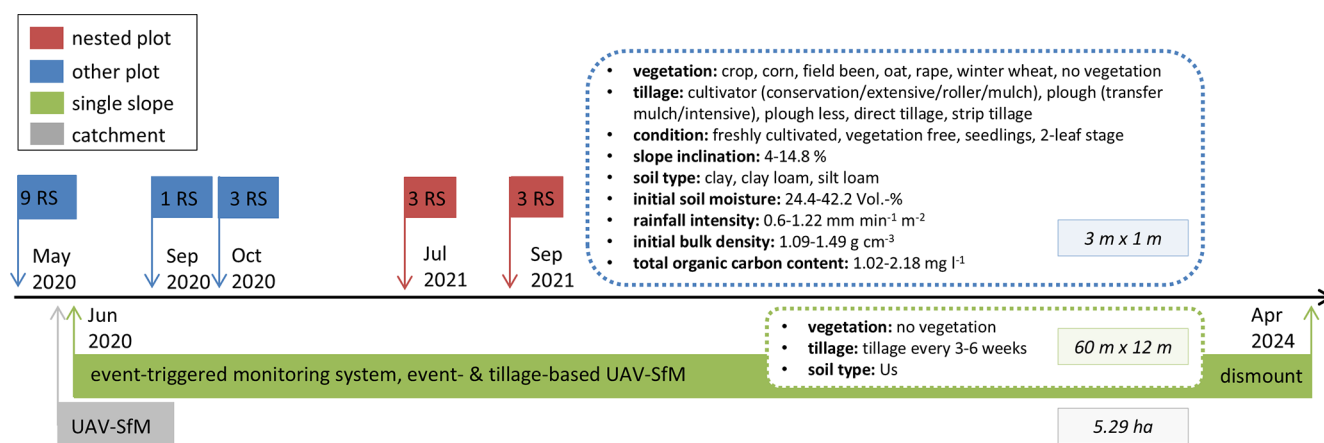 nested plot
other plot
single slope
catchment
• vegetation: crop, corn, field been, oat, rape, winter wheat, no vegetation
• tillage: cultivator (conservation/extensive/roller/mulch), plough (transfer
mulch/intensive), plough less, direct tillage, strip tillage
• condition: freshly cultivated, vegetation free, seedlings, 2-leaf stage
• slope inclination: 4-14.8 %
• soil type: clay, clay loam, silt loam
• initial soil moisture: 24.4-42.2 Vol.-%
• rainfall intensity: 0.6-1.22 mm min⁻¹ m⁻²
• initial bulk density: 1.09-1.49 g cm⁻³
• total organic carbon content: 1.02-2.18 mg l⁻¹
3 m x 1 m
9 RS
1 RS
3 RS
3 RS
3 RS
May
2020
Sep
2020
Oct
2020
Jul
2021
Sep
2021
Jun
2020
Apr
2024
• vegetation: no vegetation
• tillage: tillage every 3-6 weeks
• soil type: Us
60 m x 12 m
event-triggered monitoring system, event- & tillage-based UAV-SfM
dismount
UAV-SfM
5.29 ha